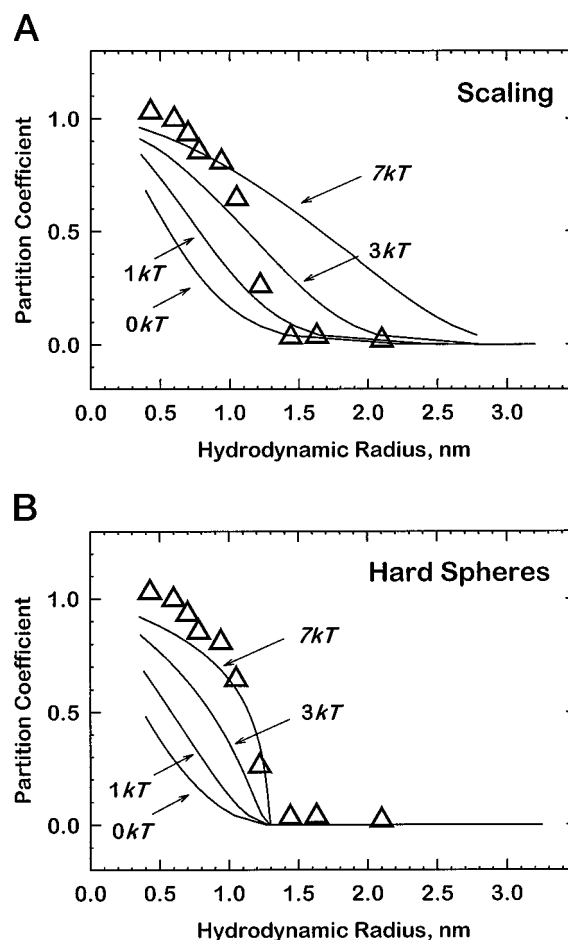 A
Scaling
Partition Coefficient
1.0
0.5
0.0
7kT
3kT
1kT
0kT
0.0 0.5 1.0 1.5 2.0 2.5 3.0
Hydrodynamic Radius, nm
B
Hard Spheres
Partition Coefficient
1.0
0.5
0.0
7kT
3kT
1kT
0kT
0.0 0.5 1.0 1.5 2.0 2.5 3.0
Hydrodynamic Radius, nm